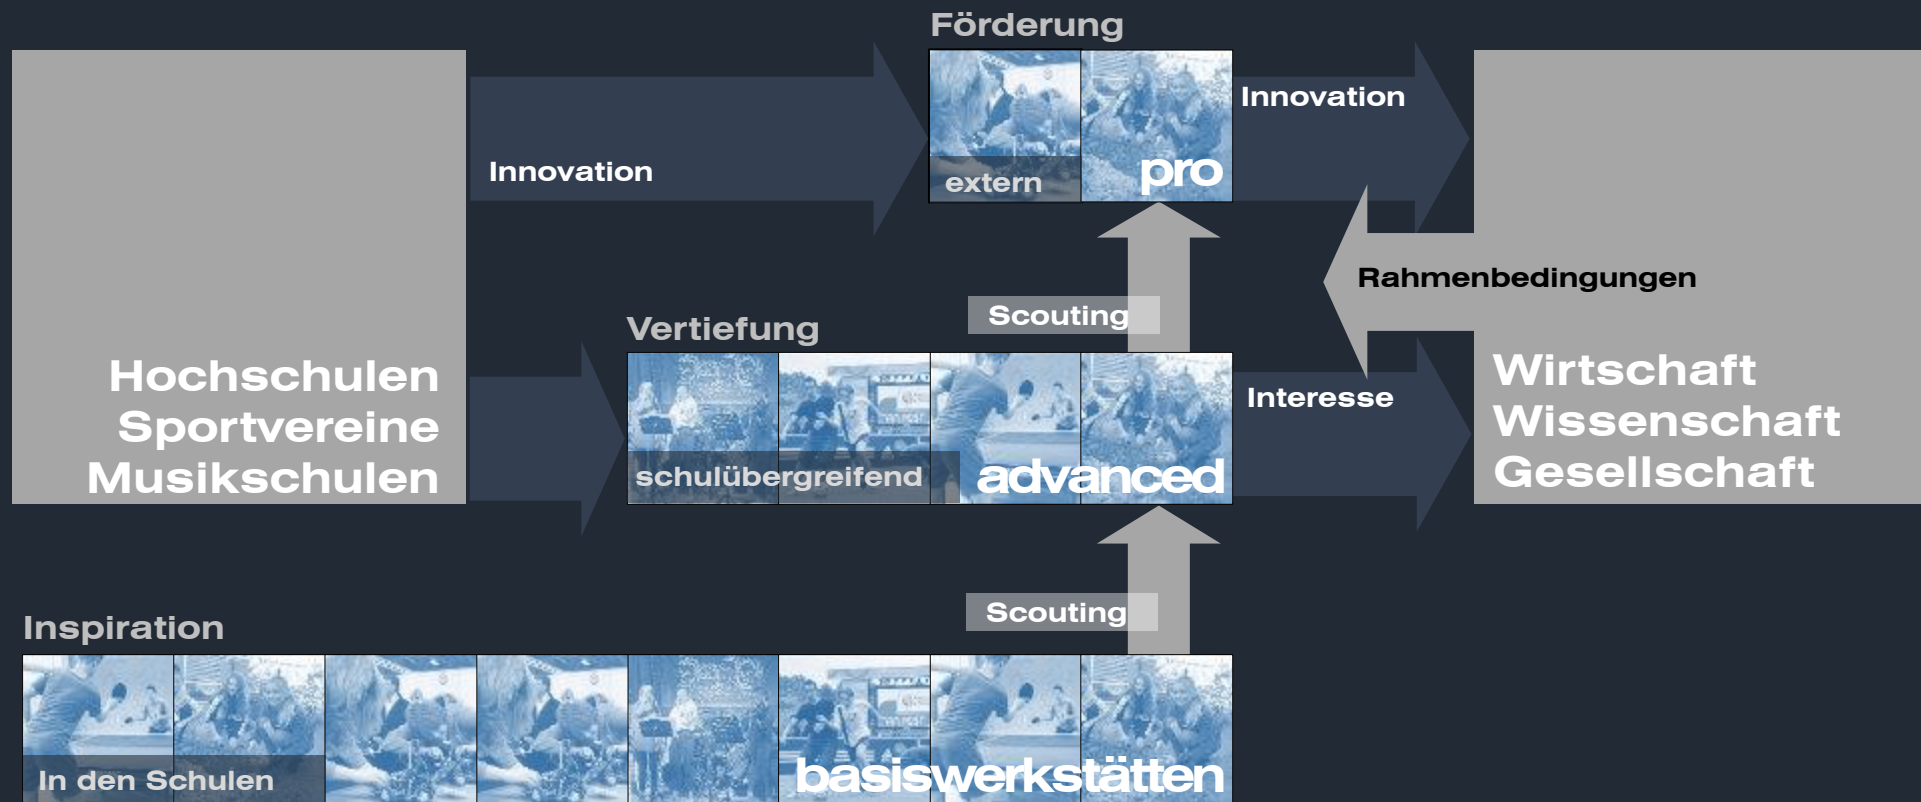 Förderung
Innovation
Innovation
extern
pro
Rahmenbedingungen
Scouting
Vertiefung
Hochschulen
Sportvereine
Musikschulen
schulübergreifend
advanced
Interesse
Wirtschaft
Wissenschaft
Gesellschaft
Scouting
Inspiration
In den Schulen
basiswerkstätten